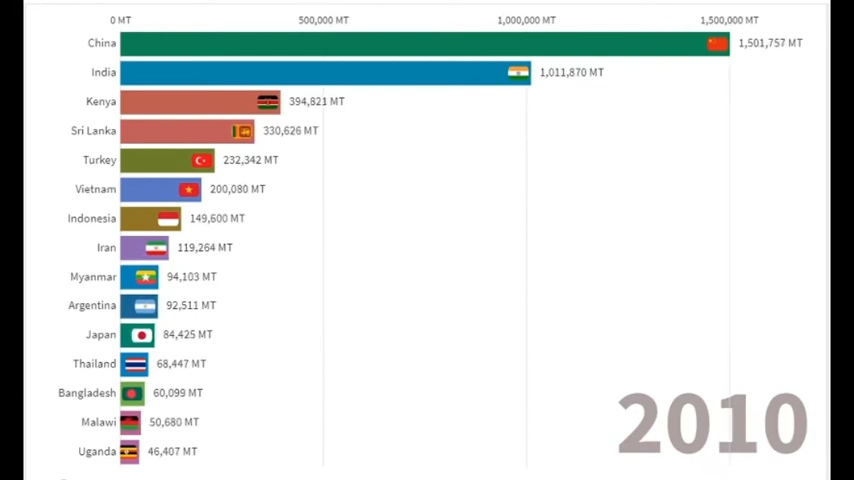 0 MT 500,000 MT 1,000,000 MT 1,500,000 MT
China 1,501,757 MT
India 1,011,870 MT
Kenya 394,821 MT
Sri Lanka 330,626 MT
Turkey 232,342 MT
Vietnam 200,080 MT
Indonesia 149,600 MT
Iran 119,264 MT
Myanmar 94,103 MT
Argentina 92,511 MT
Japan 84,425 MT
Thailand 68,447 MT
Bangladesh 60,099 MT
Malawi 50,680 MT
Uganda 46,407 MT
2010